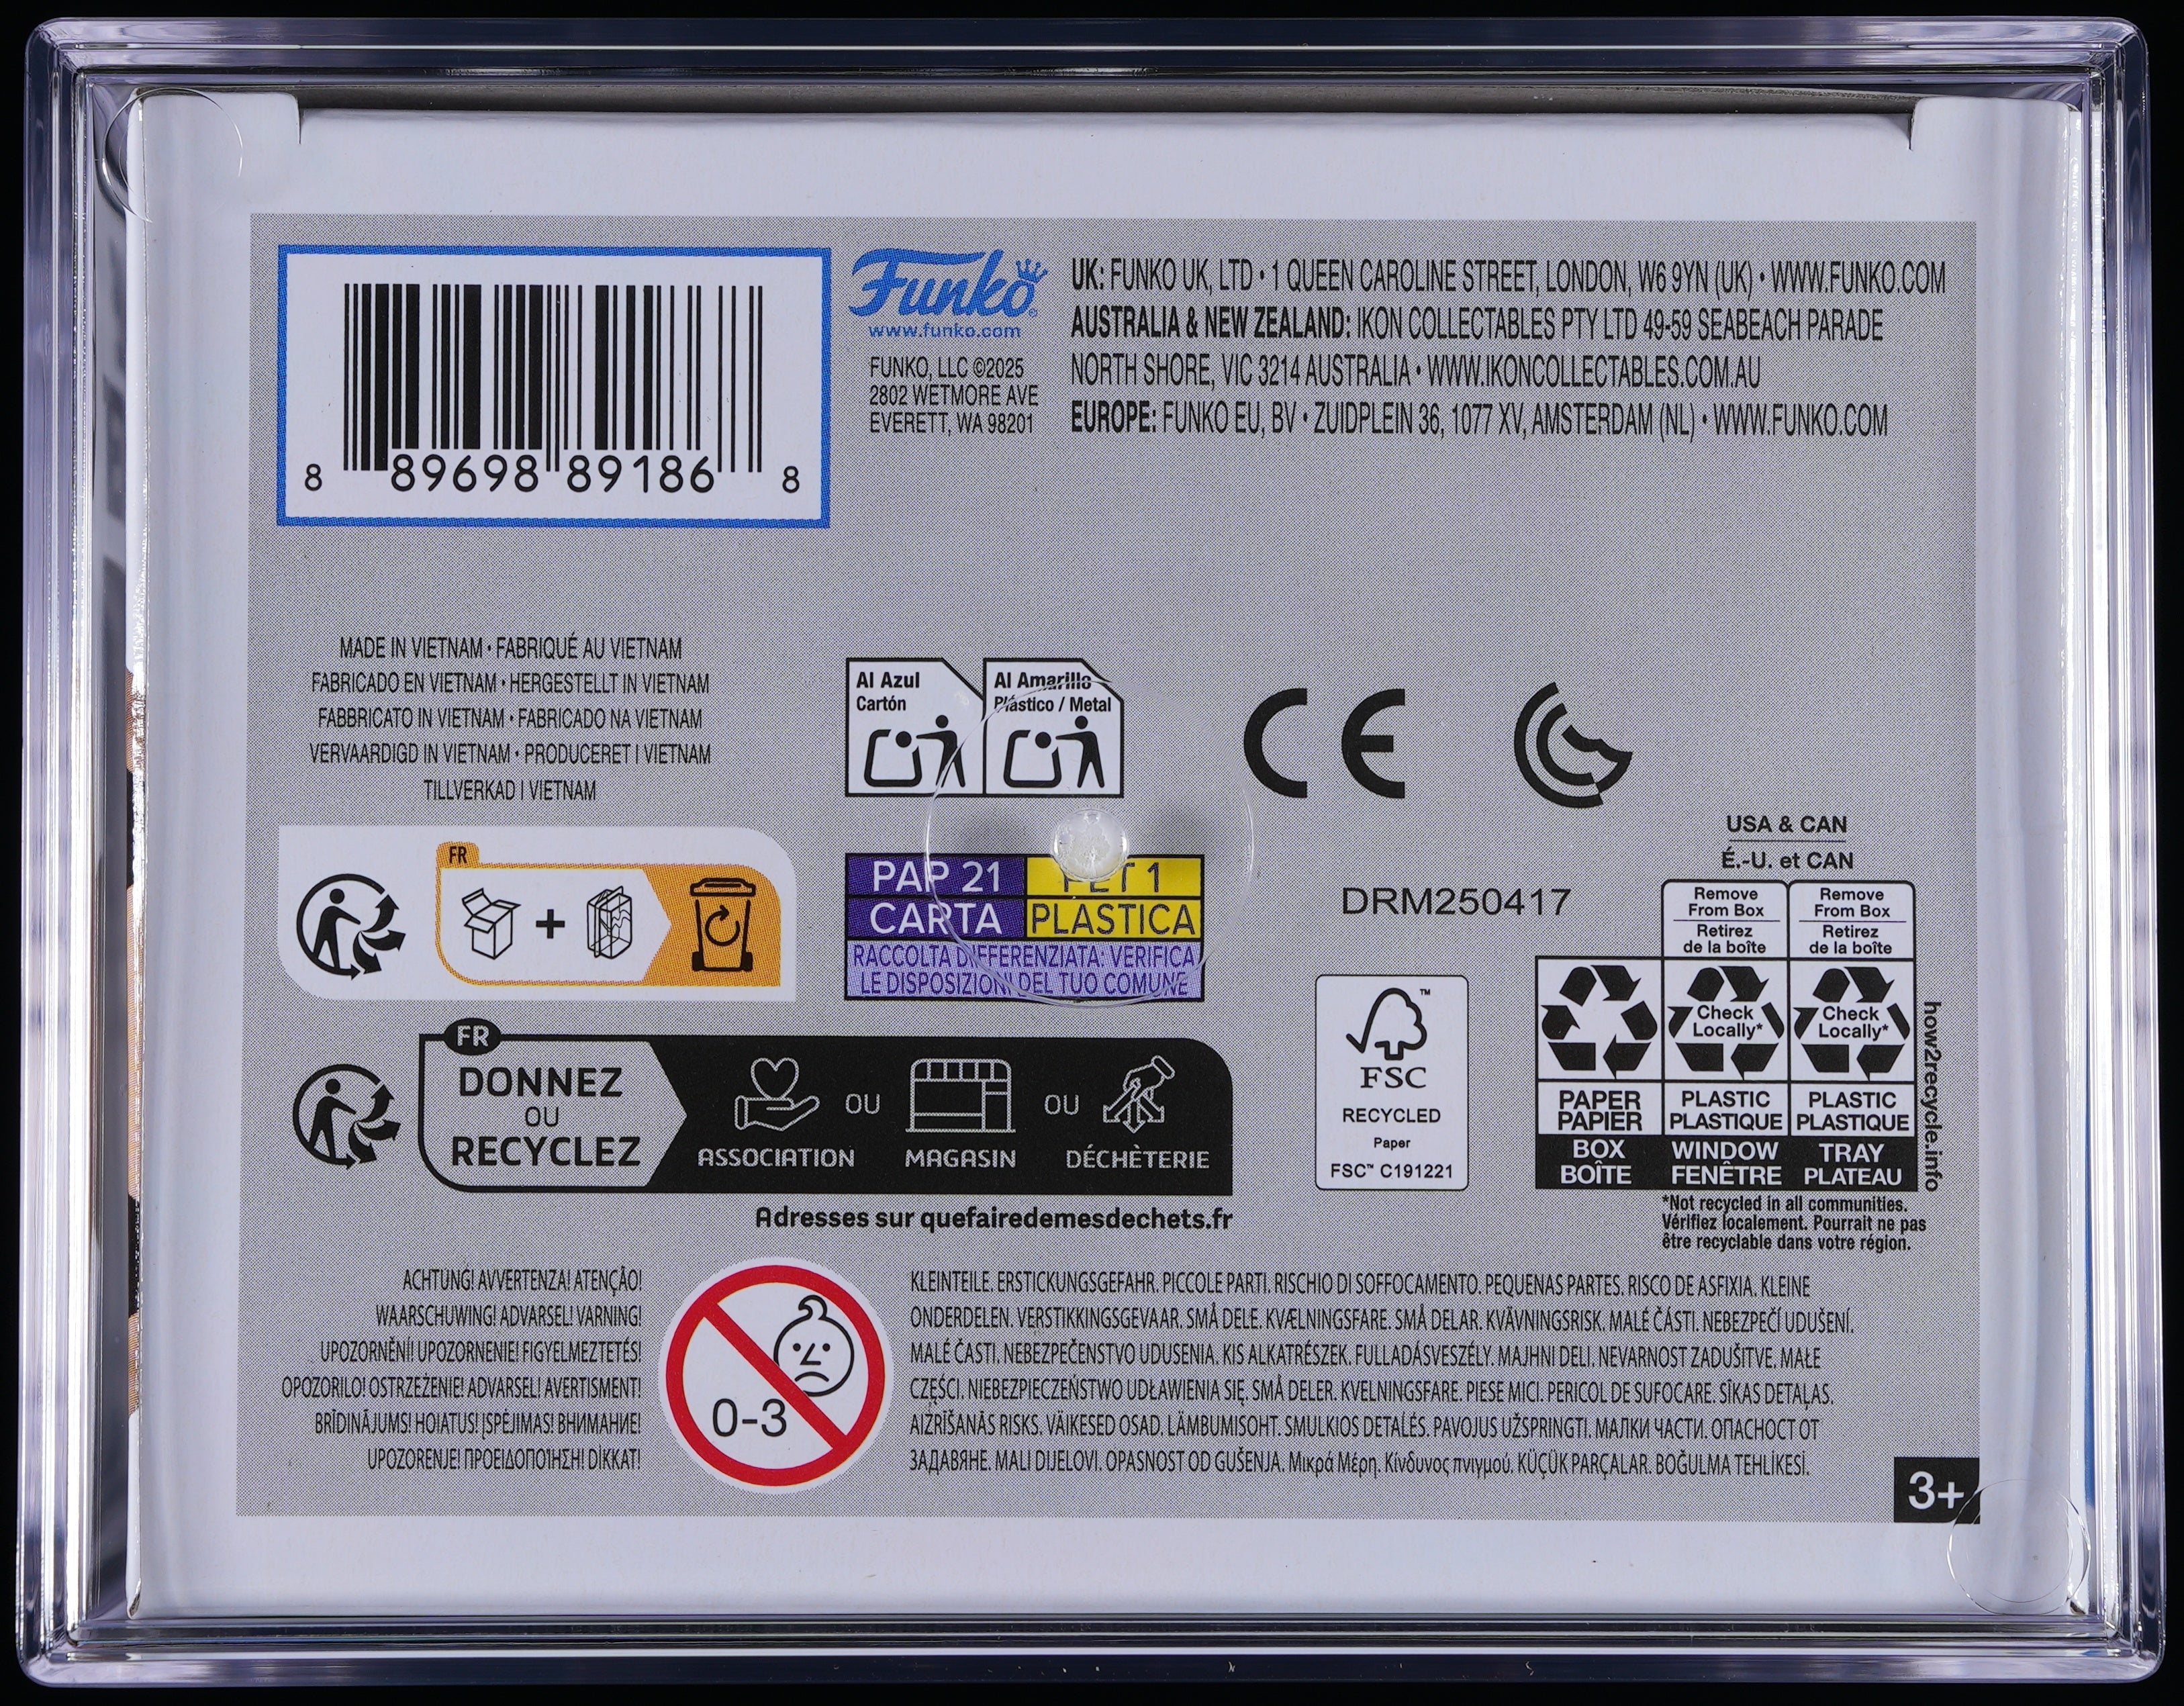 8 89698 89186 8
Funko
www.funko.com
FUNKO, LLC ©2025
2802 WETMORE AVE
EVERETT, WA 98201
UK: FUNKO UK, LTD • 1 QUEEN CAROLINE STREET, LONDON, W6 9YN (UK) • WWW.FUNKO.COM
AUSTRALIA & NEW ZEALAND: IKON COLLECTABLES PTY LTD 49-59 SEABEACH PARADE
NORTH SHORE, VIC 3214 AUSTRALIA • WWW.IKONCOLLECTABLES.COM.AU
EUROPE: FUNKO EU, BV • ZUIDPLEIN 36, 1077 XV, AMSTERDAM (NL) • WWW.FUNKO.COM
MADE IN VIETNAM • FABRIQUÉ AU VIETNAM
FABRICADO EN VIETNAM • HERGESTELLT IN VIETNAM
FABBRICATO IN VIETNAM • FABRICADO NA VIETNAM
VERVAARDIGD IN VIETNAM • PRODUCERET I VIETNAM
TILLVERKAD I VIETNAM
Al Azul
Cartón
Al Amarillo
Plástico / Metal
CE
FR
PAP 21
PET 1
CARTA
PLASTICA
RACCOLTA DIFFERENZIATA: VERIFICA
LE DISPOSIZIONI DEL TUO COMUNE
DRM250417
USA & CAN
É.-U. et CAN
Remove
From Box
Retirez
de la boîte
Remove
From Box
Retirez
de la boîte
Check
Locally*
Check
Locally*
PAPER
PAPIER
PLASTIC
PLASTIQUE
PLASTIC
PLASTIQUE
BOX
BOÎTE
WINDOW
FENÊTRE
TRAY
PLATEAU
how2recycle.info
*Not recycled in all communities.
Vérifiez localement. Pourrait ne pas
être recyclable dans votre région.
FSC
RECYCLED
Paper
FSC™ C191221
FR
DONNEZ
OU
RECYCLEZ
ASSOCIATION
OU
MAGASIN
OU
DÉCHÈTERIE
Adresses sur quefairedemesdechets.fr
ACHTUNG! AVVERTENZA! ATENÇÃO!
WAARSCHUWING! ADVARSEL! VARNING!
UPOZORNĚNÍ! UPOZORNENIE! FIGYELMEZTETÉS!
OPOZORILO! OSTRZEŻENIE! ADVARSEL! AVERTISMENT!
BRĪDINĀJUMS! HOIATUS! ĮSPĖJIMAS! ВНИМАНИЕ!
UPOZORENJE! ΠΡΟΕΙΔΟΠΟΊΗΣΗ! DİKKAT!
0-3
KLEINTEILE. ERSTICKUNGSGEFAHR. PICCOLE PARTI. RISCHIO DI SOFFOCAMENTO. PEQUENAS PARTES. RISCO DE ASFIXIA. KLEINE
ONDERDELEN. VERSTIKKINGSGEVAAR. SMÅ DELE. KVÆLNINGSFARE. SMÅ DELAR. KVÄVNINGSRISK. MALÉ ČÁSTI. NEBEZPEČÍ UDUŠENÍ.
MALÉ ČASTI. NEBEZPEČENSTVO UDUSENIA. KIS ALKATRÉSZEK. FULLADÁSVESZÉLY. MAJHNI DELI. NEVARNOST ZADUŠITVE. MAŁE
CZĘŚCI. NIEBEZPIECZEŃSTWO UDŁAWIENIA SIĘ. SMÅ DELER. KVELNINGSFARE. PIESE MICI. PERICOL DE SUFOCARE. SĪKAS DETAĻAS.
AIZRĪŠANĀS RISKS. VÄIKESED OSAD. LÄMBUMISOHT. SMULKIOS DETALĖS. PAVOJUS UŽSPRINGTI. МАЛКИ ЧАСТИ. ОПАСНОСТ ОТ
ЗАДАВЯНЕ. MALI DIJELOVI. OPASNOST OD GUŠENJA. Μικρά Μέρη. Κίνδυνος πνιγμού. KÜÇÜK PARÇALAR. BOĞULMA TEHLİKESİ.
3+